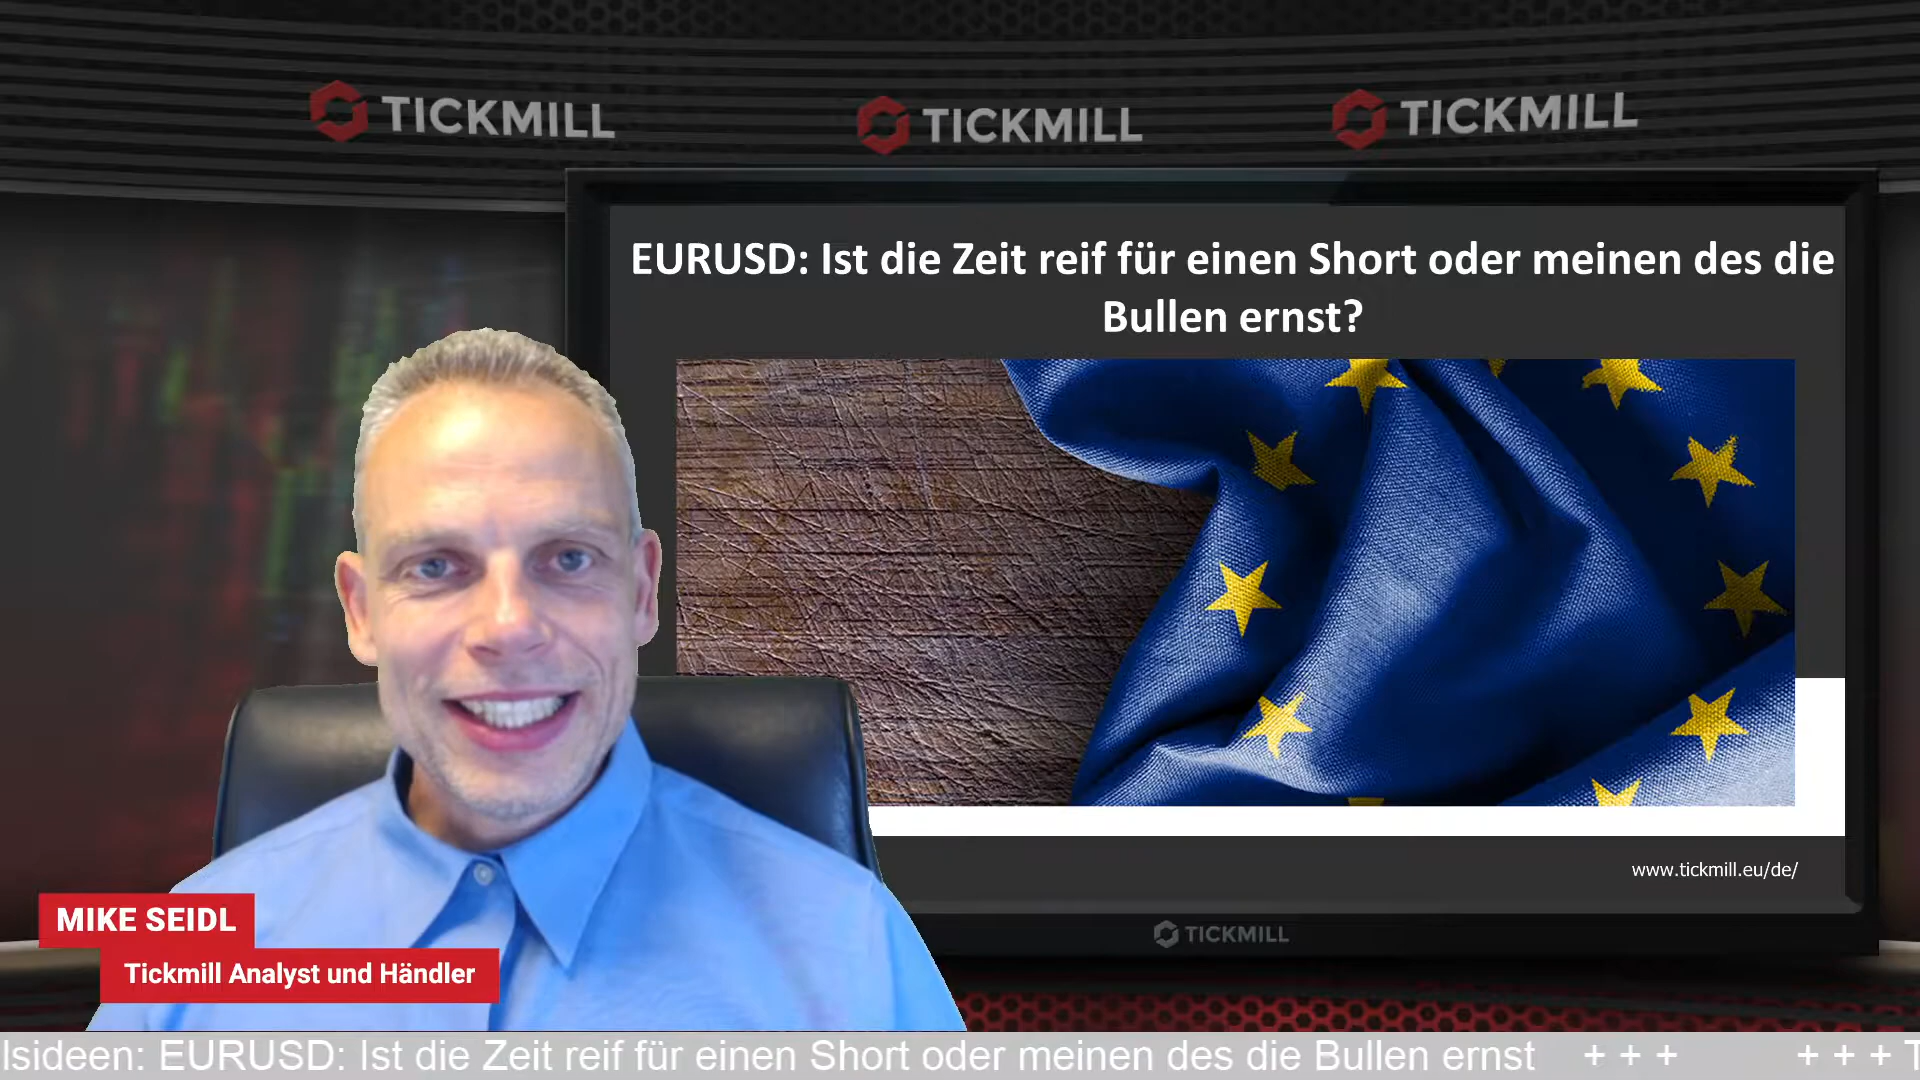 TICKMILL
TICKMILL
TICKMILL
EURUSD: Ist die Zeit reif für einen Short oder meinen des die
Bullen ernst?
www.tickmill.eu/de/
TICKMILL
MIKE SEIDL
Tickmill Analyst und Händler
lsideen: EURUSD: Ist die Zeit reif für einen Short oder meinen des die Bullen ernst + + + + + + T